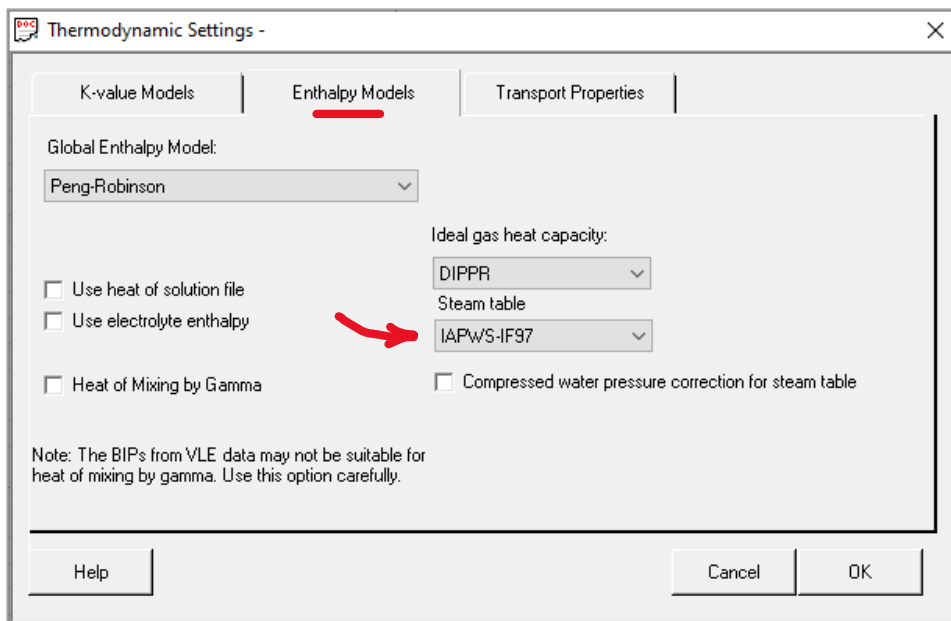 DOC
Thermodynamic Settings -
K-value Models
Enthalpy Models
Transport Properties
Global Enthalpy Model:
Peng-Robinson
Ideal gas heat capacity:
DIPPR
Use heat of solution file
Steam table
Use electrolyte enthalpy
IAPWS-IF97
Heat of Mixing by Gamma
Compressed water pressure correction for steam table
Note: The BIPs from VLE data may not be suitable for
heat of mixing by gamma. Use this option carefully.
Help
Cancel
OK